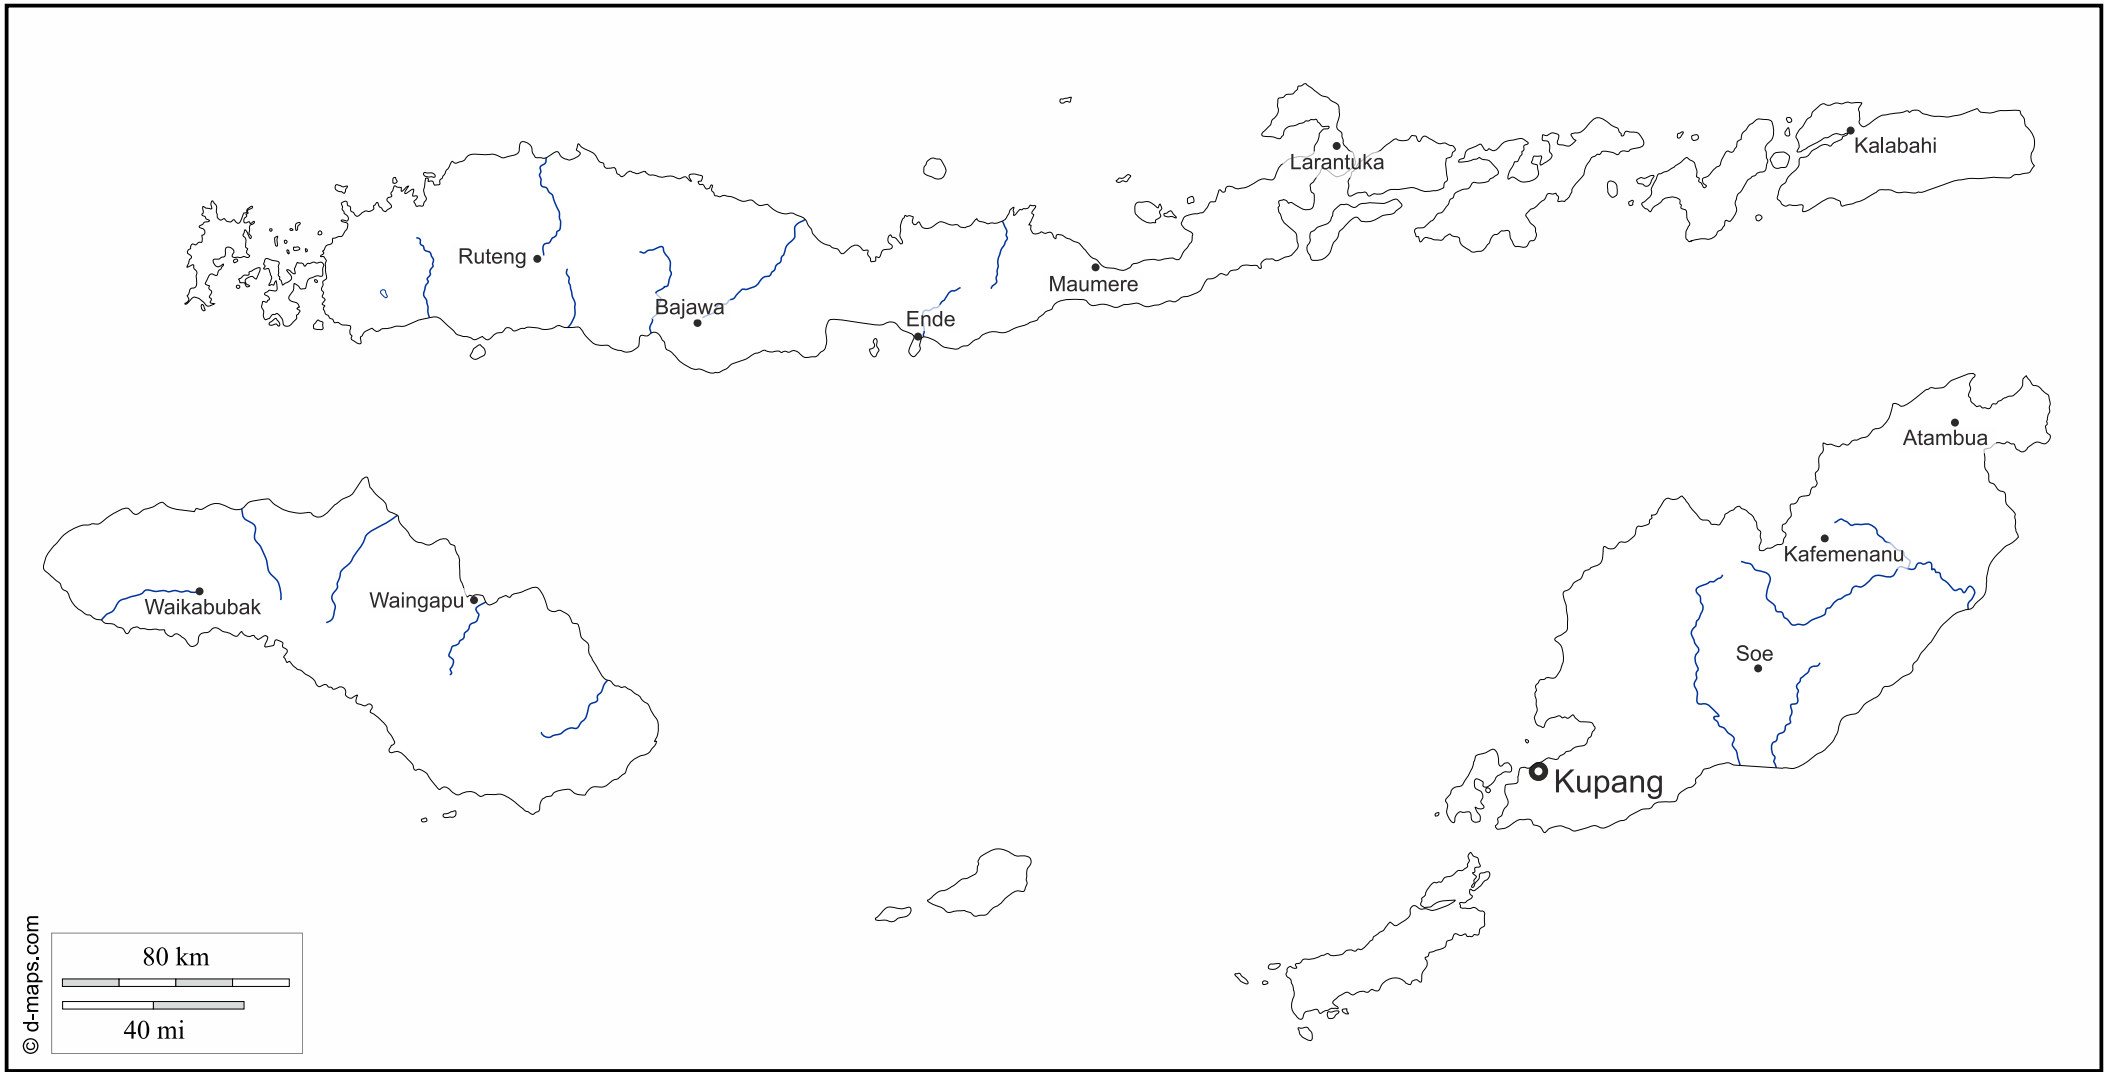 Larantuka
Kalabahi
Ruteng
Maumere
Bajawa
Ende
Atambua
Kafemenanu
Waingapu
Waikabubak
Soe
Kupang
80 km
40 mi
© d-maps.com